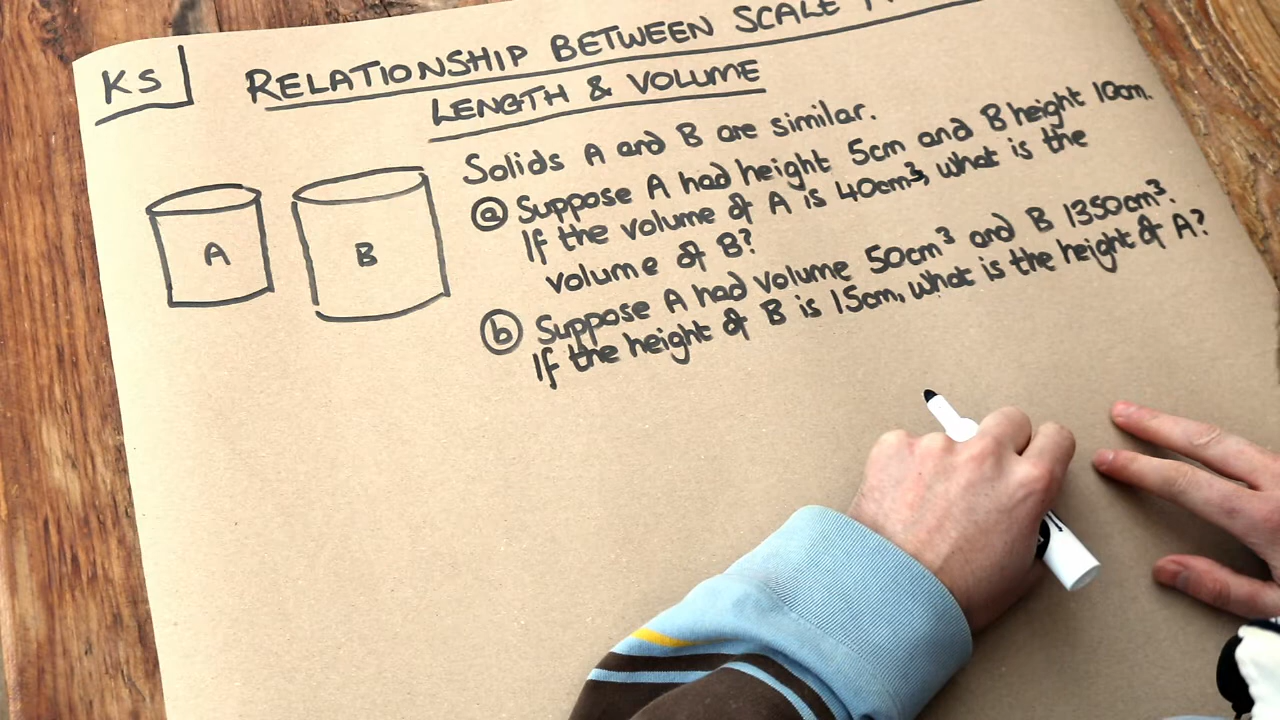 KS
RELATIONSHIP BETWEEN SCALE
LENGTH & VOLUME
Solids A and B are similar.
ⓐ Suppose A had height 5cm and B height 10cm.
If the volume of A is 40cm³, what is the
volume of B?
ⓑ Suppose A had volume 50cm³ and B 1350cm³.
If the height of B is 15cm, what is the height of A?
A
B